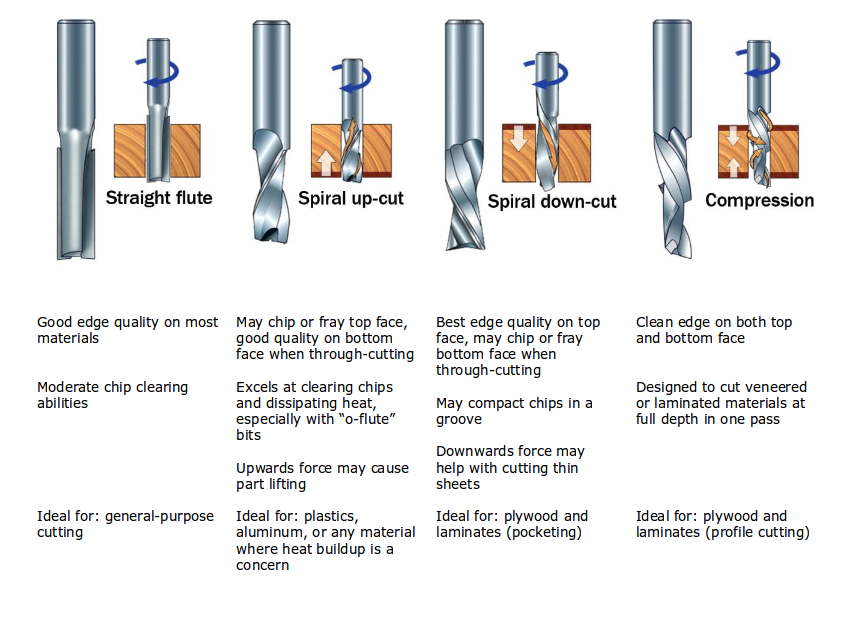 Straight flute
Spiral up-cut
Spiral down-cut
Compression
Good edge quality on most
materials
Moderate chip clearing
abilities
Ideal for: general-purpose
cutting
May chip or fray top face,
good quality on bottom
face when through-cutting
Excels at clearing chips
and dissipating heat,
especially with “o-flute”
bits
Upwards force may cause
part lifting
Ideal for: plastics,
aluminum, or any material
where heat buildup is a
concern
Best edge quality on top
face, may chip or fray
bottom face when
through-cutting
May compact chips in a
groove
Downwards force may
help with cutting thin
sheets
Ideal for: plywood and
laminates (pocketing)
Clean edge on both top
and bottom face
Designed to cut veneered
or laminated materials at
full depth in one pass
Ideal for: plywood and
laminates (profile cutting)